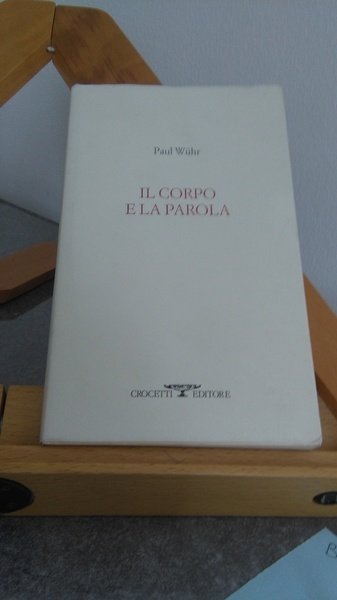 Paul Wühr
IL CORPO
E LA PAROLA
CROCETTI EDITORE
B